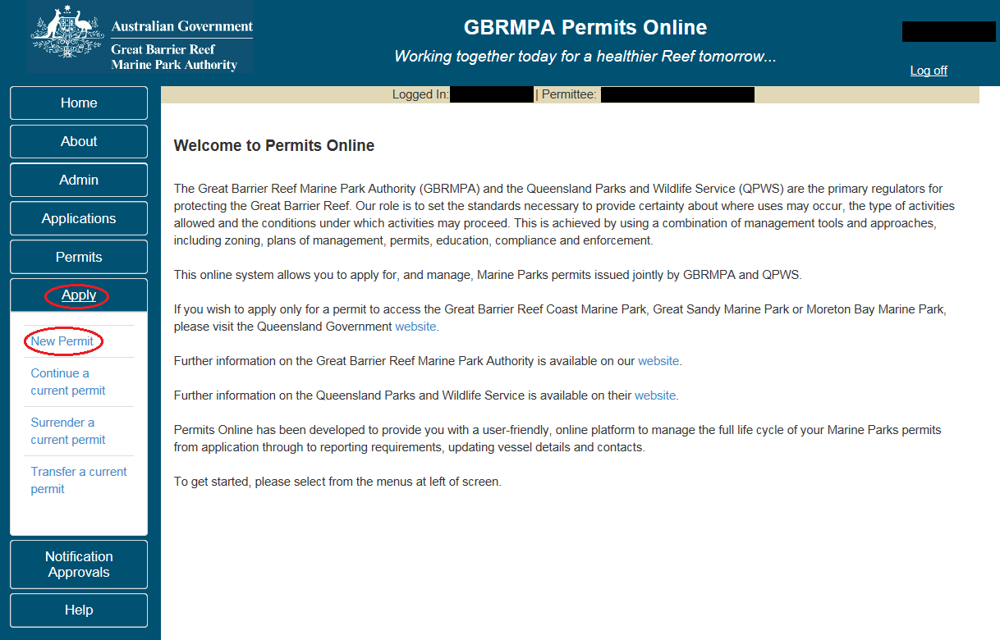 Australian Government
Great Barrier Reef
Marine Park Authority
GBRMPA Permits Online
Working together today for a healthier Reef tomorrow...
Log off
Home
About
Admin
Applications
Permits
Apply
New Permit
Continue a
current permit
Surrender a
current permit
Transfer a current
permit
Notification
Approvals
Help
Logged In: | Permittee:
Welcome to Permits Online
The Great Barrier Reef Marine Park Authority (GBRMPA) and the Queensland Parks and Wildlife Service (QPWS) are the primary regulators for
protecting the Great Barrier Reef. Our role is to set the standards necessary to provide certainty about where uses may occur, the type of activities
allowed and the conditions under which activities may proceed. This is achieved by using a combination of management tools and approaches,
including zoning, plans of management, permits, education, compliance and enforcement.
This online system allows you to apply for, and manage, Marine Parks permits issued jointly by GBRMPA and QPWS.
If you wish to apply only for a permit to access the Great Barrier Reef Coast Marine Park, Great Sandy Marine Park or Moreton Bay Marine Park,
please visit the Queensland Government website.
Further information on the Great Barrier Reef Marine Park Authority is available on our website.
Further information on the Queensland Parks and Wildlife Service is available on their website.
Permits Online has been developed to provide you with a user-friendly, online platform to manage the full life cycle of your Marine Parks permits
from application through to reporting requirements, updating vessel details and contacts.
To get started, please select from the menus at left of screen.